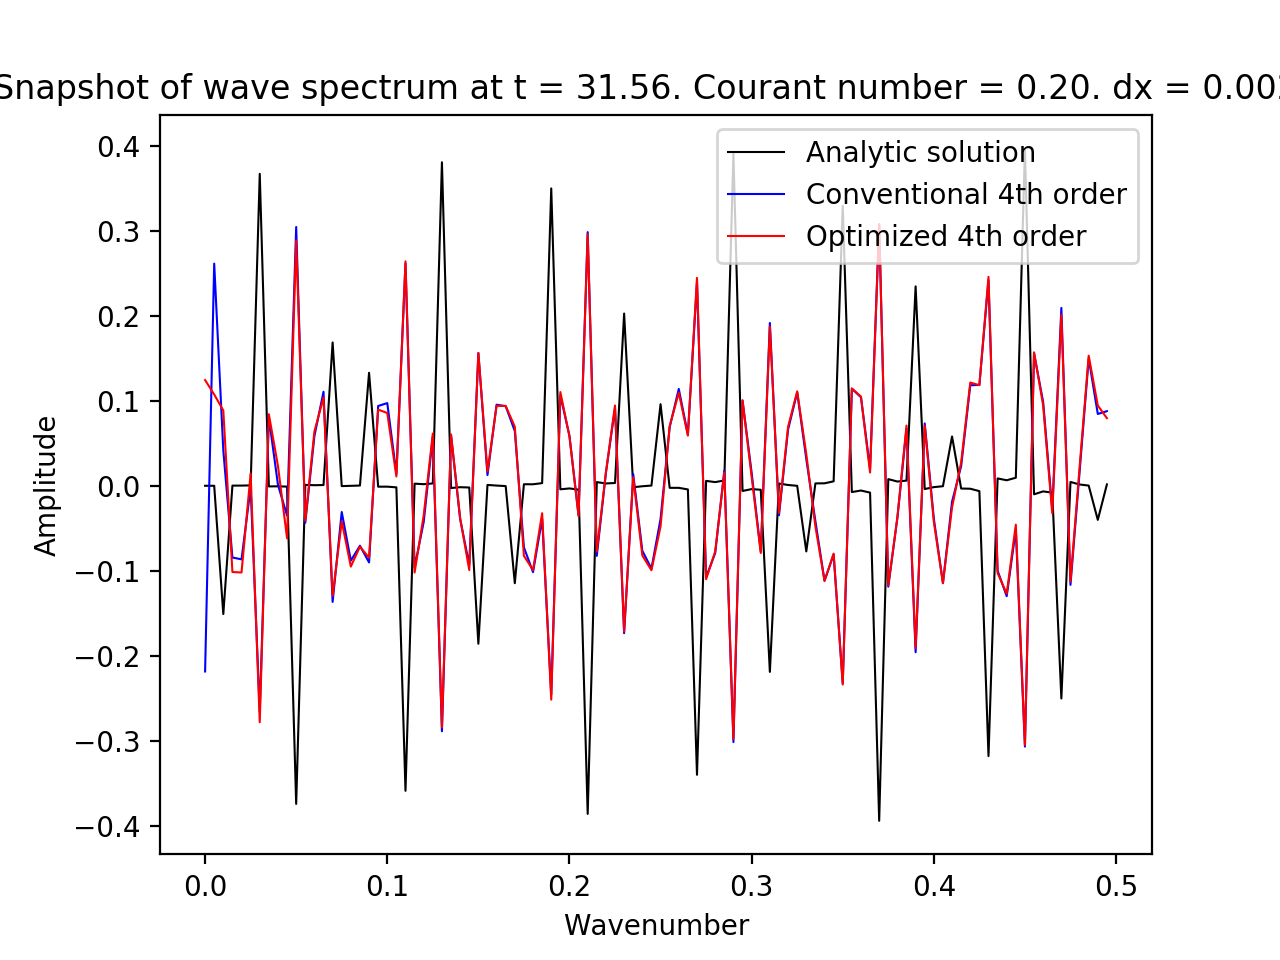 Snapshot of wave spectrum at t = 31.56. Courant number = 0.20. dx = 0.002
Analytic solution
Conventional 4th order
Optimized 4th order
Amplitude
0.4
0.3
0.2
0.1
0.0
−0.1
−0.2
−0.3
−0.4
0.0 0.1 0.2 0.3 0.4 0.5
Wavenumber